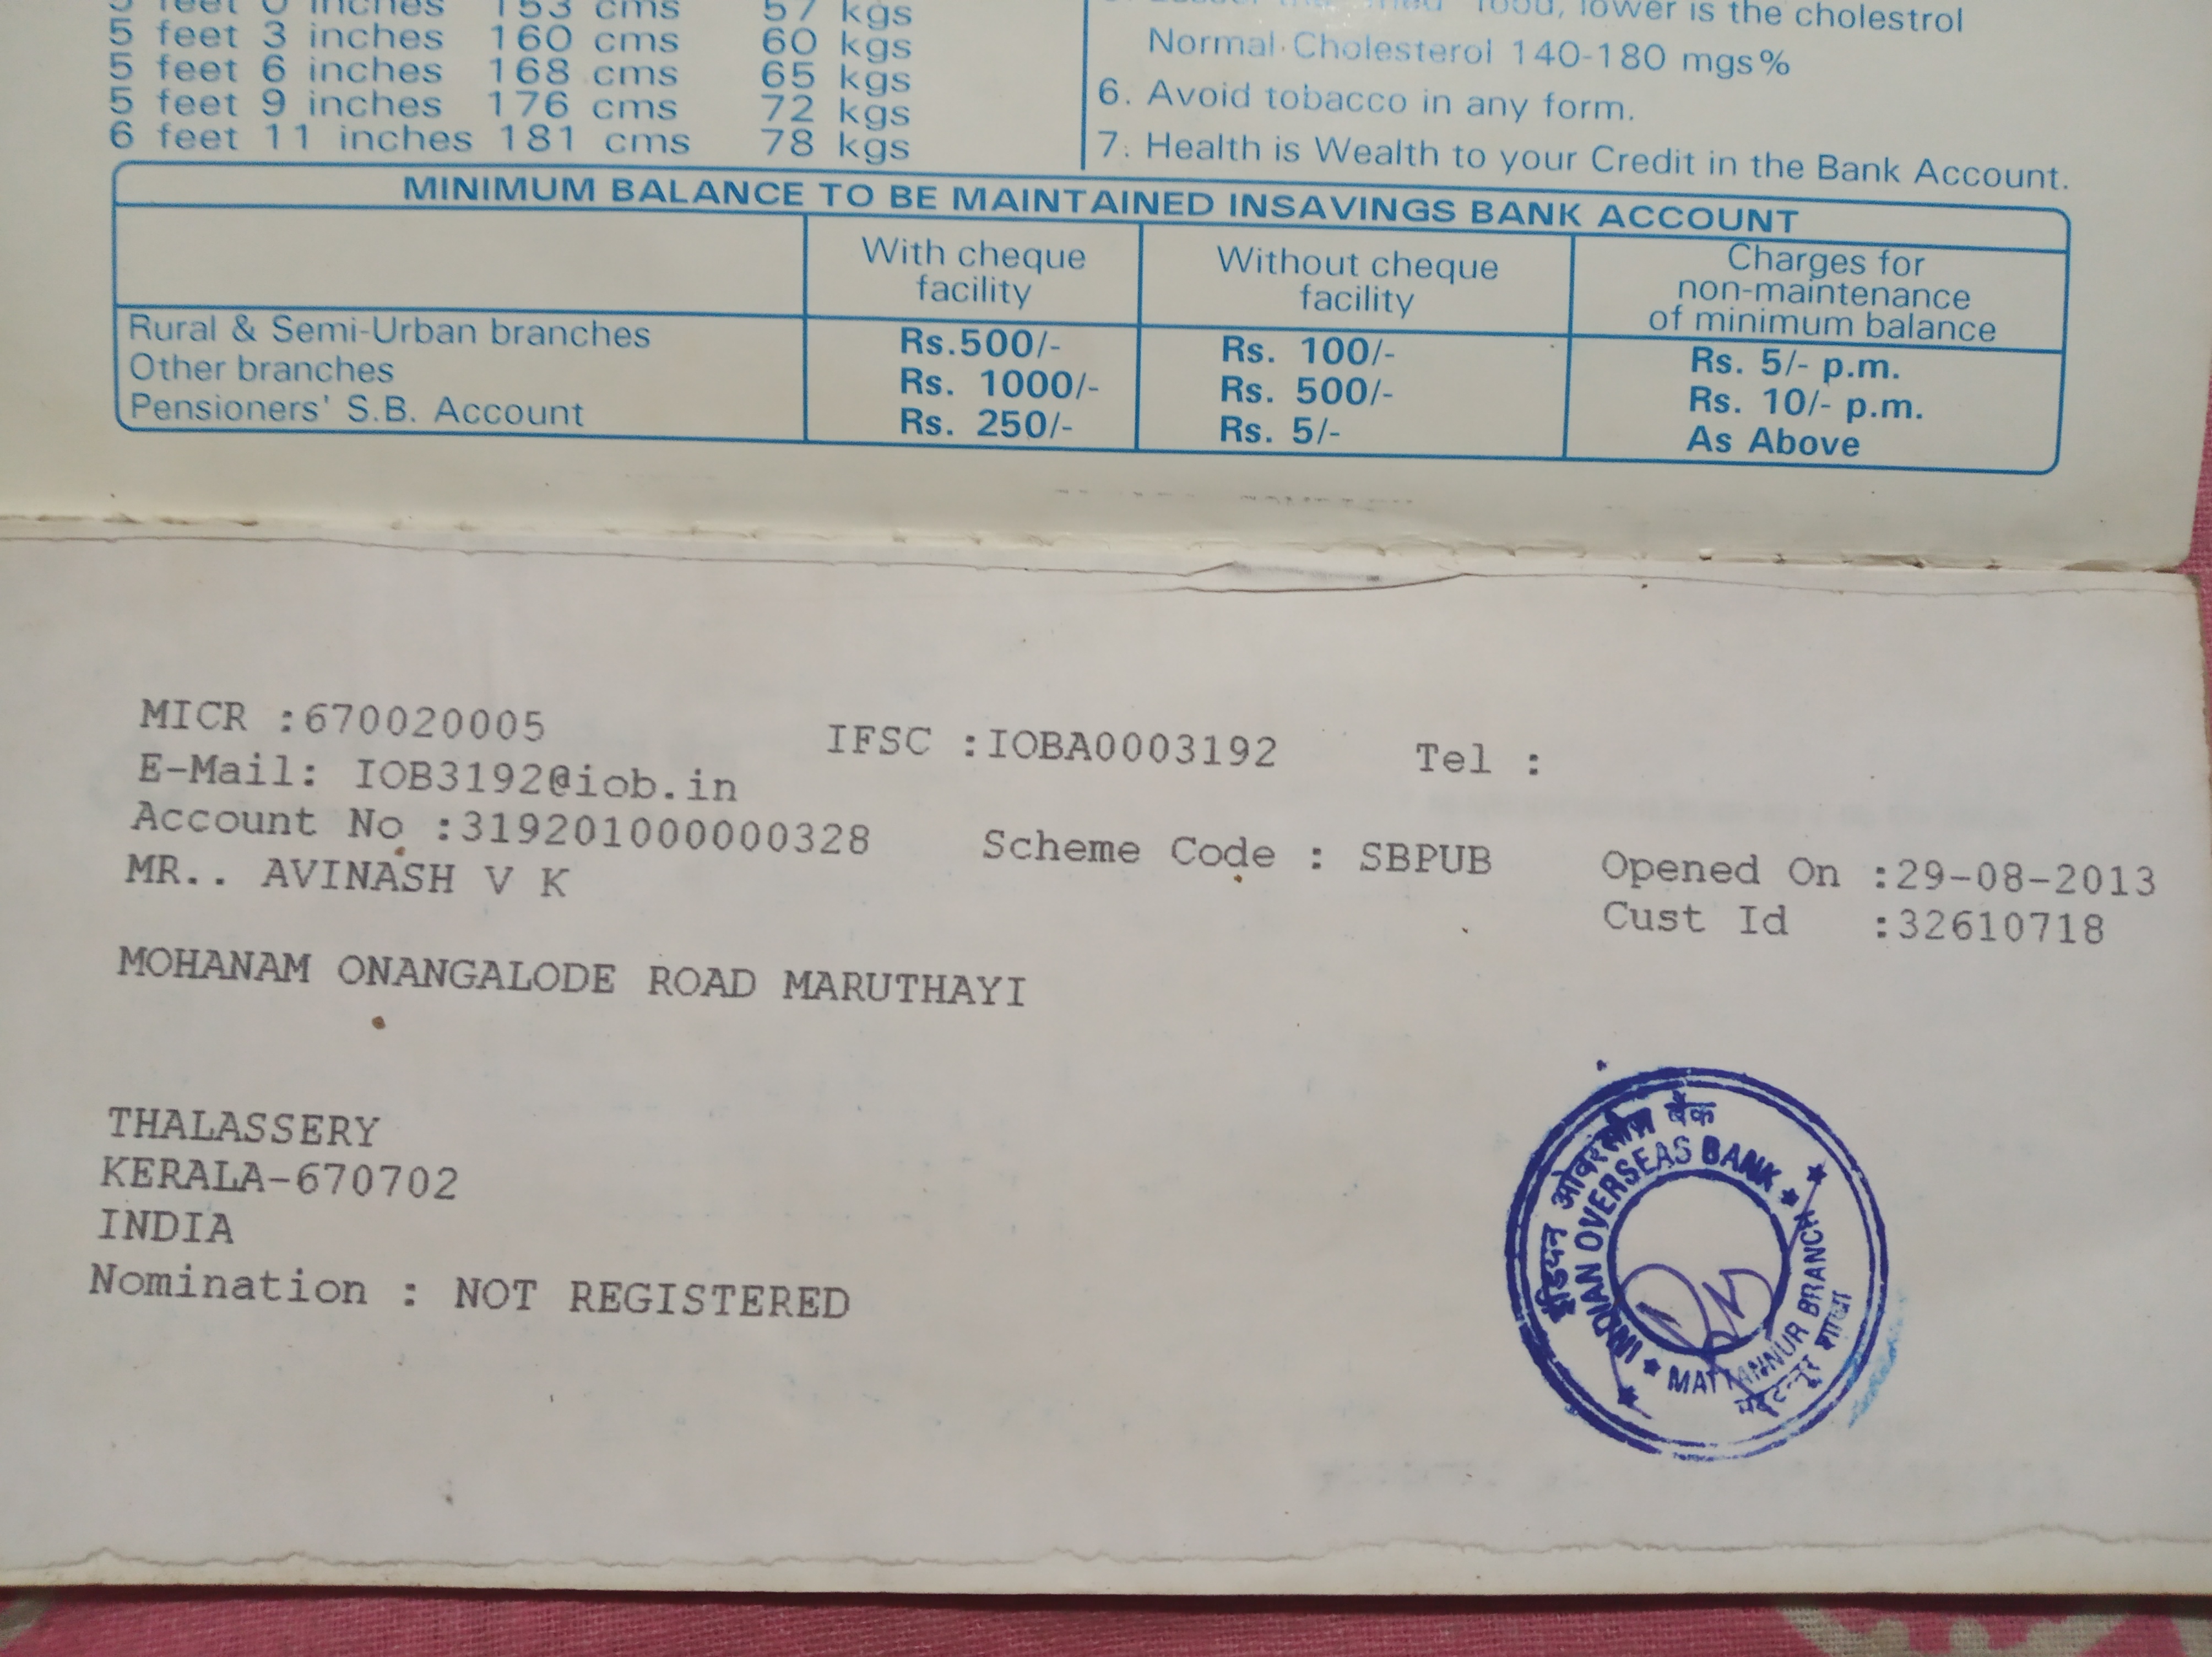 5 feet 0 inches 153 cms 57 kgs
5 feet 3 inches 160 cms 60 kgs
5 feet 6 inches 168 cms 65 kgs
5 feet 9 inches 176 cms 72 kgs
6 feet 11 inches 181 cms 78 kgs
food, lower is the cholestrol
Normal Cholesterol 140-180 mgs%
6. Avoid tobacco in any form.
7. Health is Wealth to your Credit in the Bank Account.
MINIMUM BALANCE TO BE MAINTAINED INSAVINGS BANK ACCOUNT
With cheque facility
Without cheque facility
Charges for non-maintenance of minimum balance
Rural & Semi-Urban branches Rs.500/- Rs. 100/- Rs. 5/- p.m.
Other branches Rs. 1000/- Rs. 500/- Rs. 10/- p.m.
Pensioners' S.B. Account Rs. 250/- Rs. 5/- As Above
MICR :670020005 IFSC :IOBA0003192 Tel :
E-Mail: IOB3192@iob.in
Account No :319201000000328 Scheme Code : SBPUB Opened On :29-08-2013
MR.. AVINASH V K Cust Id :32610718
MOHANAM ONANGALODE ROAD MARUTHAYI
THALASSERY
KERALA-670702
INDIA
Nomination : NOT REGISTERED
इंडियन ओवरसीज़ बैंक
INDIAN OVERSEAS BANK
MATTANNUR BRANCH
शाखा